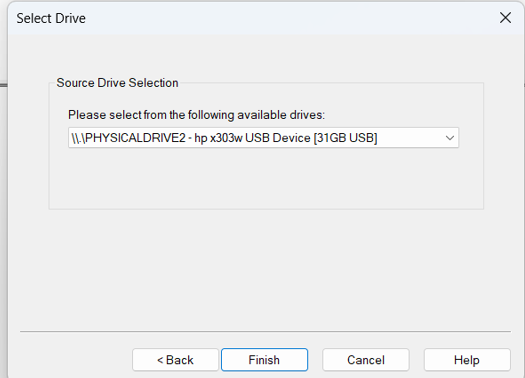 Select Drive
Source Drive Selection
Please select from the following available drives:
\\.\PHYSICALDRIVE2 - hp x303w USB Device [31GB USB]
< Back
Finish
Cancel
Help